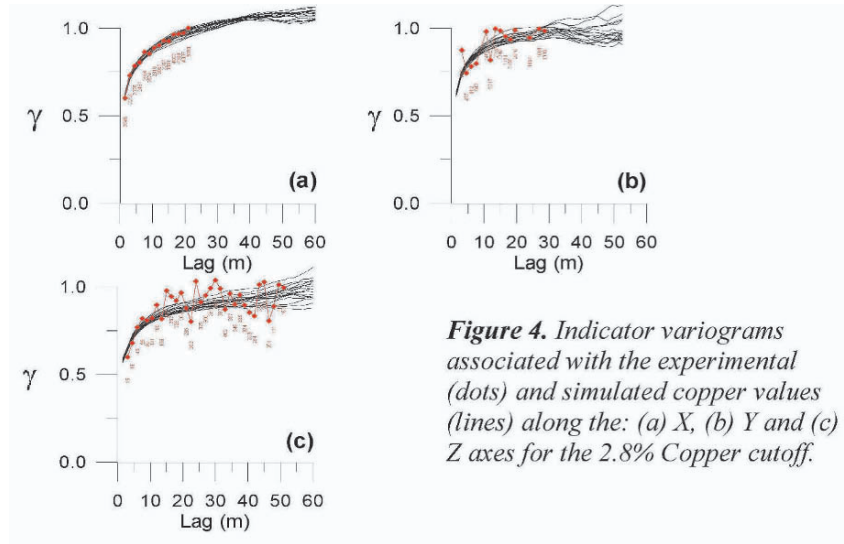 1.0
γ 0.5
0.0
(a)
0 10 20 30 40 50 60
Lag (m)
1.0
γ 0.5
0.0
(b)
0 10 20 30 40 50 60
Lag (m)
1.0
γ 0.5
0.0
(c)
0 10 20 30 40 50 60
Lag (m)
Figure 4. Indicator variograms
associated with the experimental
(dots) and simulated copper values
(lines) along the: (a) X, (b) Y and (c)
Z axes for the 2.8% Copper cutoff.